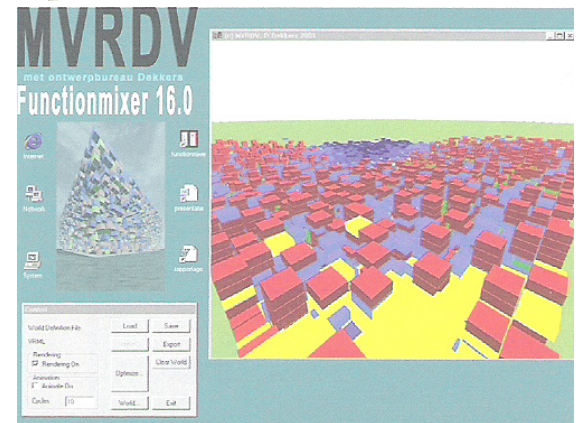 MVRDV
met ontwerpbureau Dekkers
Functionmixer 16.0
Internet
Network
System
functionmixer
presentatie
rapportage
(c) MVRDV, P. Dekkers 2001
Control
World Definition File
Load
Save
VRML
Export
Rendering
Rendering On
Clear World
Optimize...
Animation
Animate On
Cycles
10
World...
Exit